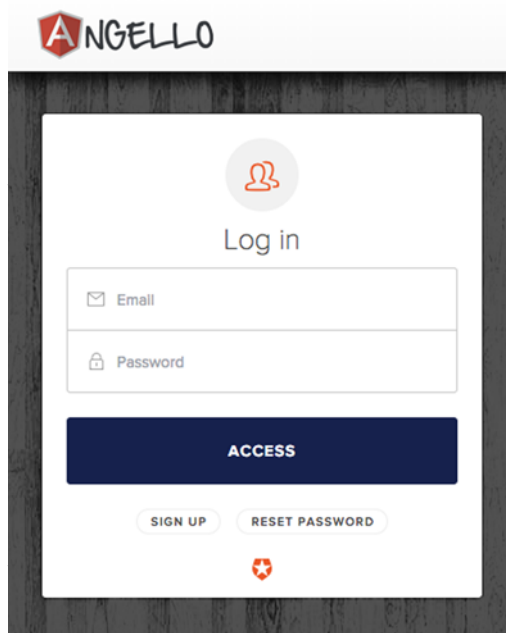 ANGELLO
Log in
Email
Password
ACCESS
SIGN UP RESET PASSWORD